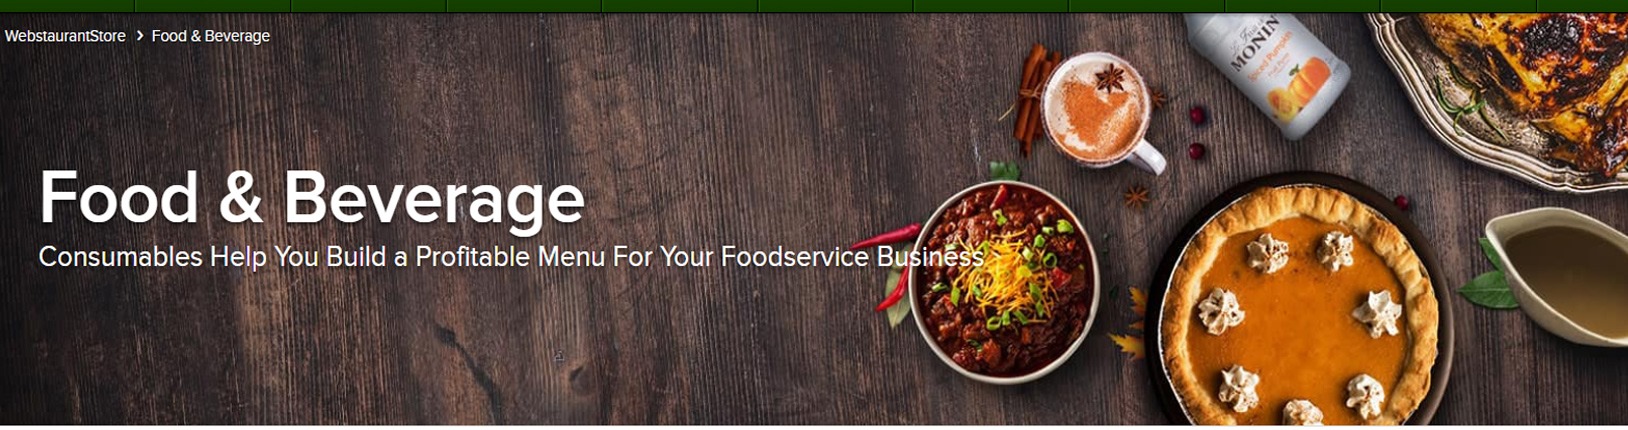 WebstaurantStore › Food & Beverage
Food & Beverage
Consumables Help You Build a Profitable Menu For Your Foodservice Business
MONIN
Spiced Pumpkin